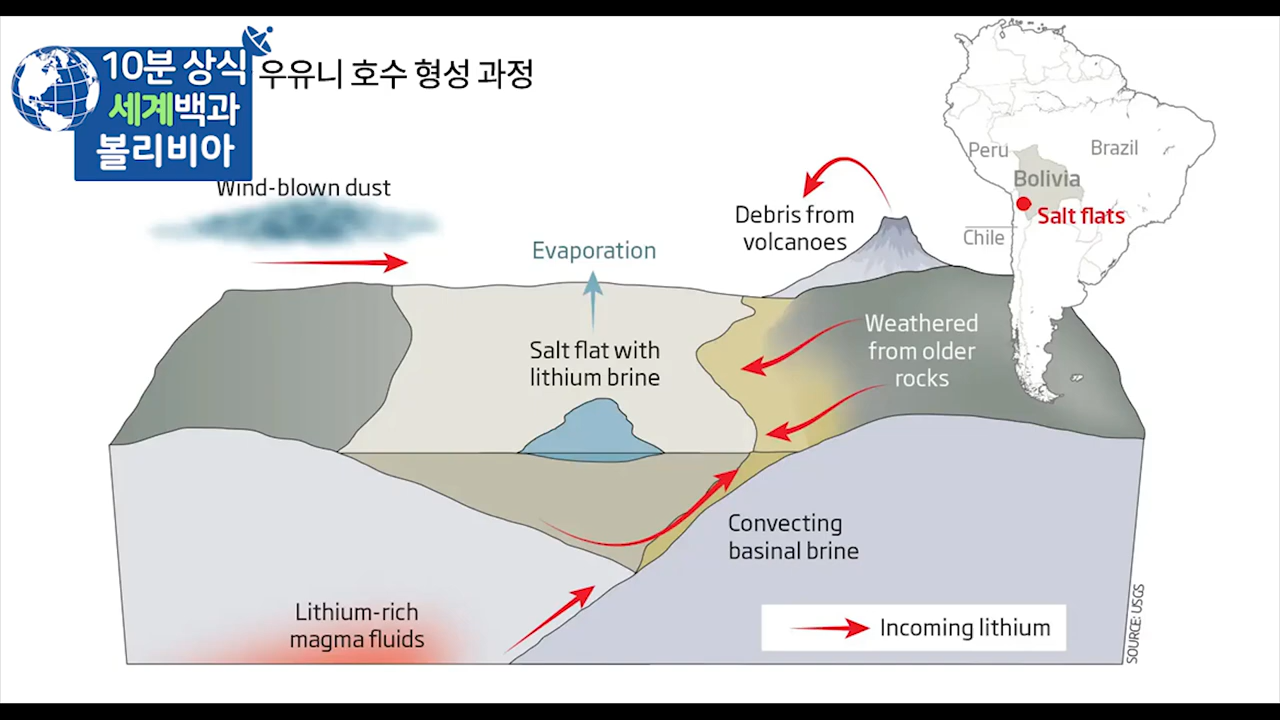 10분 상식
세계백과
볼리비아
우유니 호수 형성 과정
Wind-blown dust
Evaporation
Salt flat with
lithium brine
Debris from
volcanoes
Weathered
from older
rocks
Convecting
basinal brine
Lithium-rich
magma fluids
Incoming lithium
SOURCE: USGS
Peru
Brazil
Bolivia
Salt flats
Chile